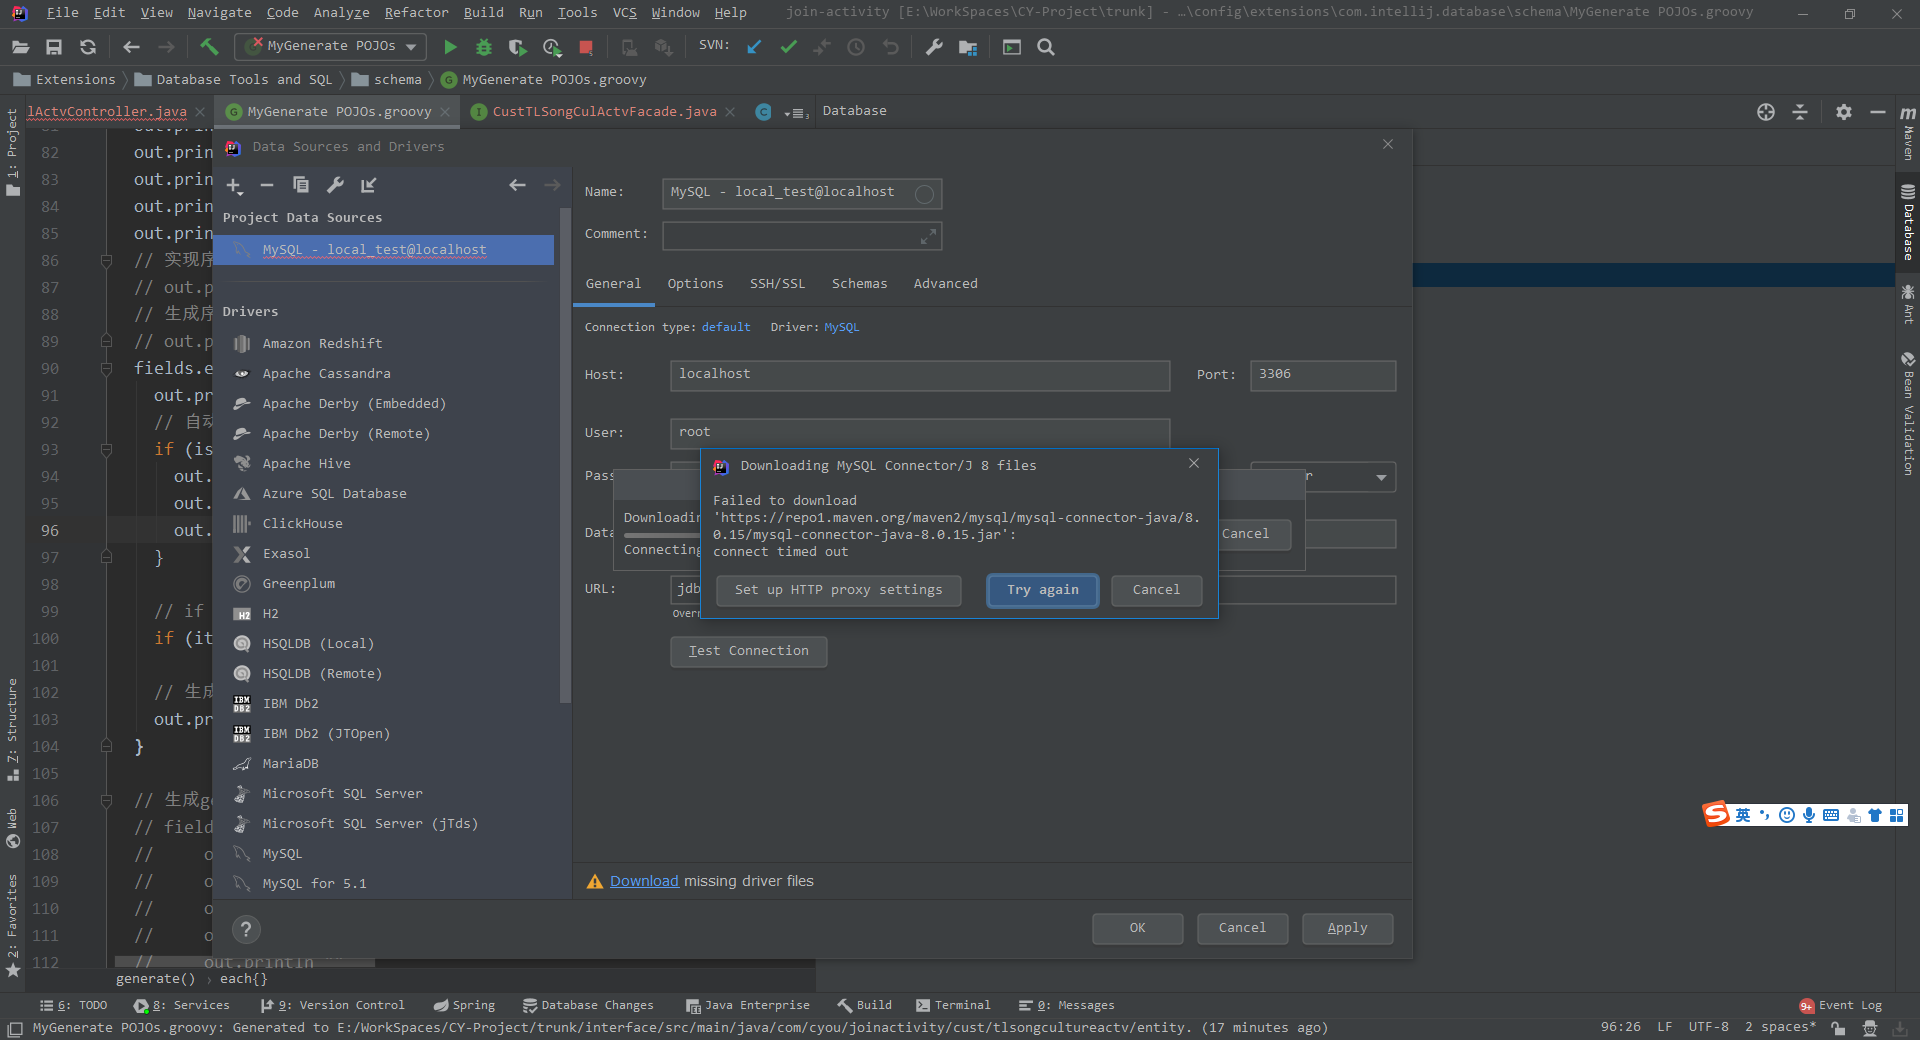 File Edit View Navigate Code Analyze Refactor Build Run Tools VCS Window Help join-activity [E:\WorkSpaces\CY-Project\trunk] - …\config\extensions\com.intellij.database\schema\MyGenerate POJOs.groovy
MyGenerate POJOs SVN:
Extensions Database Tools and SQL schema MyGenerate POJOs.groovy
lActvController.java MyGenerate POJOs.groovy CustTLSongCulActvFacade.java Database
1: Project
7: Structure
Web
2: Favorites
82 out.prin
83 out.prin
84 out.prin
85 out.prin
86 // 实现序
87 // out.p
88 // 生成序
89 // out.p
90 fields.e
91 out.pr
92 // 自动
93 if (is
94 out.
95 out.
96 out.
97 }
98
99 // if
100 if (it
101
102 // 生成
103 out.pr
104 }
105
106 // 生成ge
107 // field
108 // o
109 // o
110 // o
111 // o
112 // out.println
generate() › each{}
Data Sources and Drivers
Project Data Sources
MySQL - local_test@localhost
Drivers
Amazon Redshift
Apache Cassandra
Apache Derby (Embedded)
Apache Derby (Remote)
Apache Hive
Azure SQL Database
ClickHouse
Exasol
Greenplum
H2
HSQLDB (Local)
HSQLDB (Remote)
IBM Db2
IBM Db2 (JTOpen)
MariaDB
Microsoft SQL Server
Microsoft SQL Server (jTds)
MySQL
MySQL for 5.1
Name: MySQL - local_test@localhost
Comment:
General Options SSH/SSL Schemas Advanced
Connection type: default Driver: MySQL
Host: localhost Port: 3306
User: root
Pass r
Data
URL: jdb
Overr
Test Connection
Downloadin
Connecting
Cancel
Downloading MySQL Connector/J 8 files
Failed to download
'https://repo1.maven.org/maven2/mysql/mysql-connector-java/8.
0.15/mysql-connector-java-8.0.15.jar':
connect timed out
Set up HTTP proxy settings Try again Cancel
Download missing driver files
? OK Cancel Apply
m Maven
Database
Ant
Bean Validation
S 英
6: TODO 8: Services 9: Version Control Spring Database Changes Java Enterprise Build Terminal 0: Messages 9+ Event Log
MyGenerate POJOs.groovy: Generated to E:/WorkSpaces/CY-Project/trunk/interface/src/main/java/com/cyou/joinactivity/cust/tlsongcultureactv/entity. (17 minutes ago) 96:26 LF UTF-8 2 spaces*